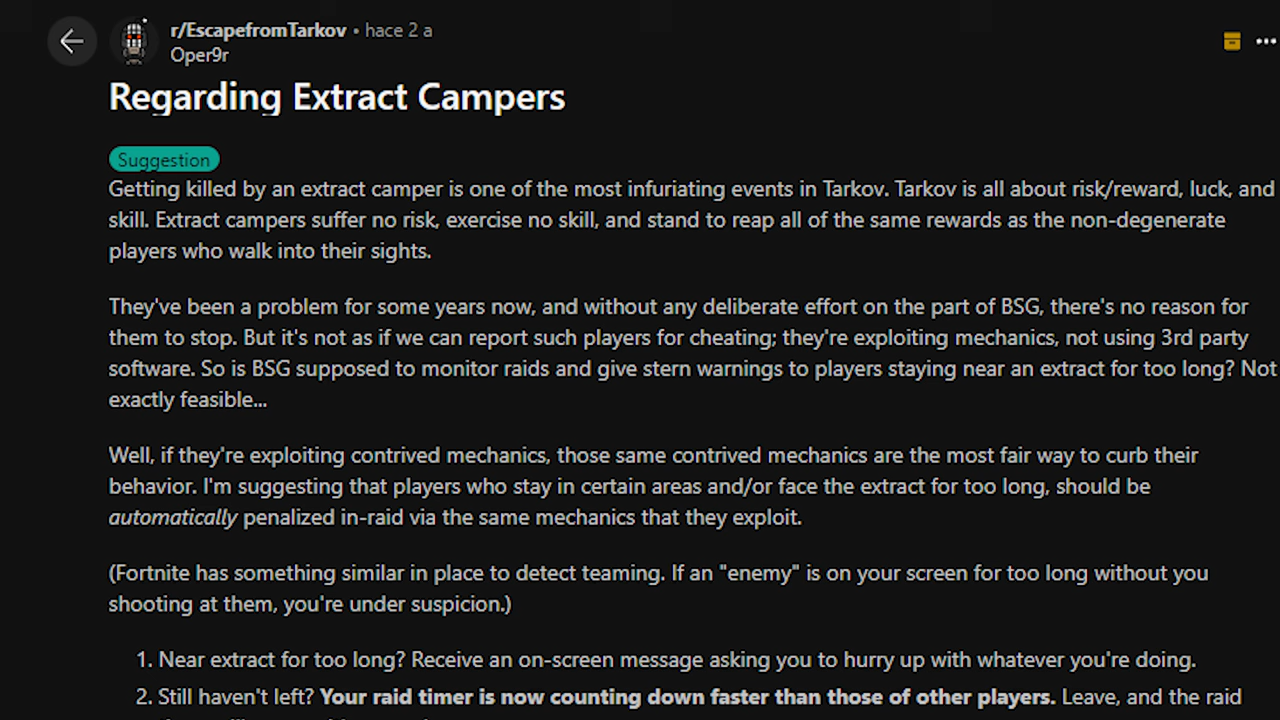 r/EscapefromTarkov • hace 2 a
Oper9r
Regarding Extract Campers
Suggestion
Getting killed by an extract camper is one of the most infuriating events in Tarkov. Tarkov is all about risk/reward, luck, and
skill. Extract campers suffer no risk, exercise no skill, and stand to reap all of the same rewards as the non-degenerate
players who walk into their sights.
They've been a problem for some years now, and without any deliberate effort on the part of BSG, there's no reason for
them to stop. But it's not as if we can report such players for cheating; they're exploiting mechanics, not using 3rd party
software. So is BSG supposed to monitor raids and give stern warnings to players staying near an extract for too long? Not
exactly feasible...
Well, if they're exploiting contrived mechanics, those same contrived mechanics are the most fair way to curb their
behavior. I'm suggesting that players who stay in certain areas and/or face the extract for too long, should be
automatically penalized in-raid via the same mechanics that they exploit.
(Fortnite has something similar in place to detect teaming. If an "enemy" is on your screen for too long without you
shooting at them, you're under suspicion.)
1. Near extract for too long? Receive an on-screen message asking you to hurry up with whatever you're doing.
2. Still haven't left? Your raid timer is now counting down faster than those of other players. Leave, and the raid